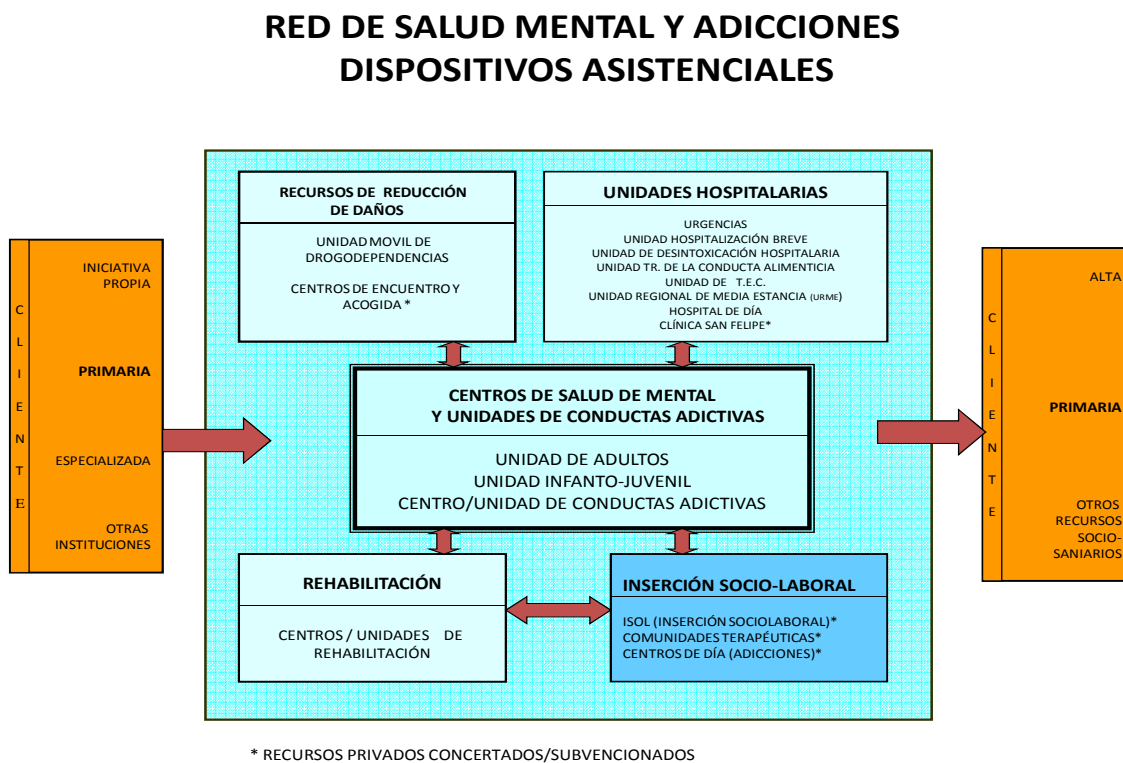 RED DE SALUD MENTAL Y ADICCIONES
DISPOSITIVOS ASISTENCIALES
CLIENTE
INICIATIVA
PROPIA
PRIMARIA
ESPECIALIZADA
OTRAS
INSTITUCIONES
RECURSOS DE REDUCCIÓN
DE DAÑOS
UNIDAD MOVIL DE
DROGODEPENDENCIAS
CENTROS DE ENCUENTRO Y
ACOGIDA *
UNIDADES HOSPITALARIAS
URGENCIAS
UNIDAD HOSPITALIZACIÓN BREVE
UNIDAD DE DESINTOXICACIÓN HOSPITALARIA
UNIDAD TR. DE LA CONDUCTA ALIMENTICIA
UNIDAD DE T.E.C.
UNIDAD REGIONAL DE MEDIA ESTANCIA (URME)
HOSPITAL DE DÍA
CLÍNICA SAN FELIPE*
CENTROS DE SALUD DE MENTAL
Y UNIDADES DE CONDUCTAS ADICTIVAS
UNIDAD DE ADULTOS
UNIDAD INFANTO-JUVENIL
CENTRO/UNIDAD DE CONDUCTAS ADICTIVAS
REHABILITACIÓN
CENTROS / UNIDADES DE
REHABILITACIÓN
INSERCIÓN SOCIO-LABORAL
ISOL (INSERCIÓN SOCIOLABORAL)*
COMUNIDADES TERAPÉUTICAS*
CENTROS DE DÍA (ADICCIONES)*
CLIENTE
ALTA
PRIMARIA
OTROS
RECURSOS
SOCIO-
SANIARIOS
* RECURSOS PRIVADOS CONCERTADOS/SUBVENCIONADOS